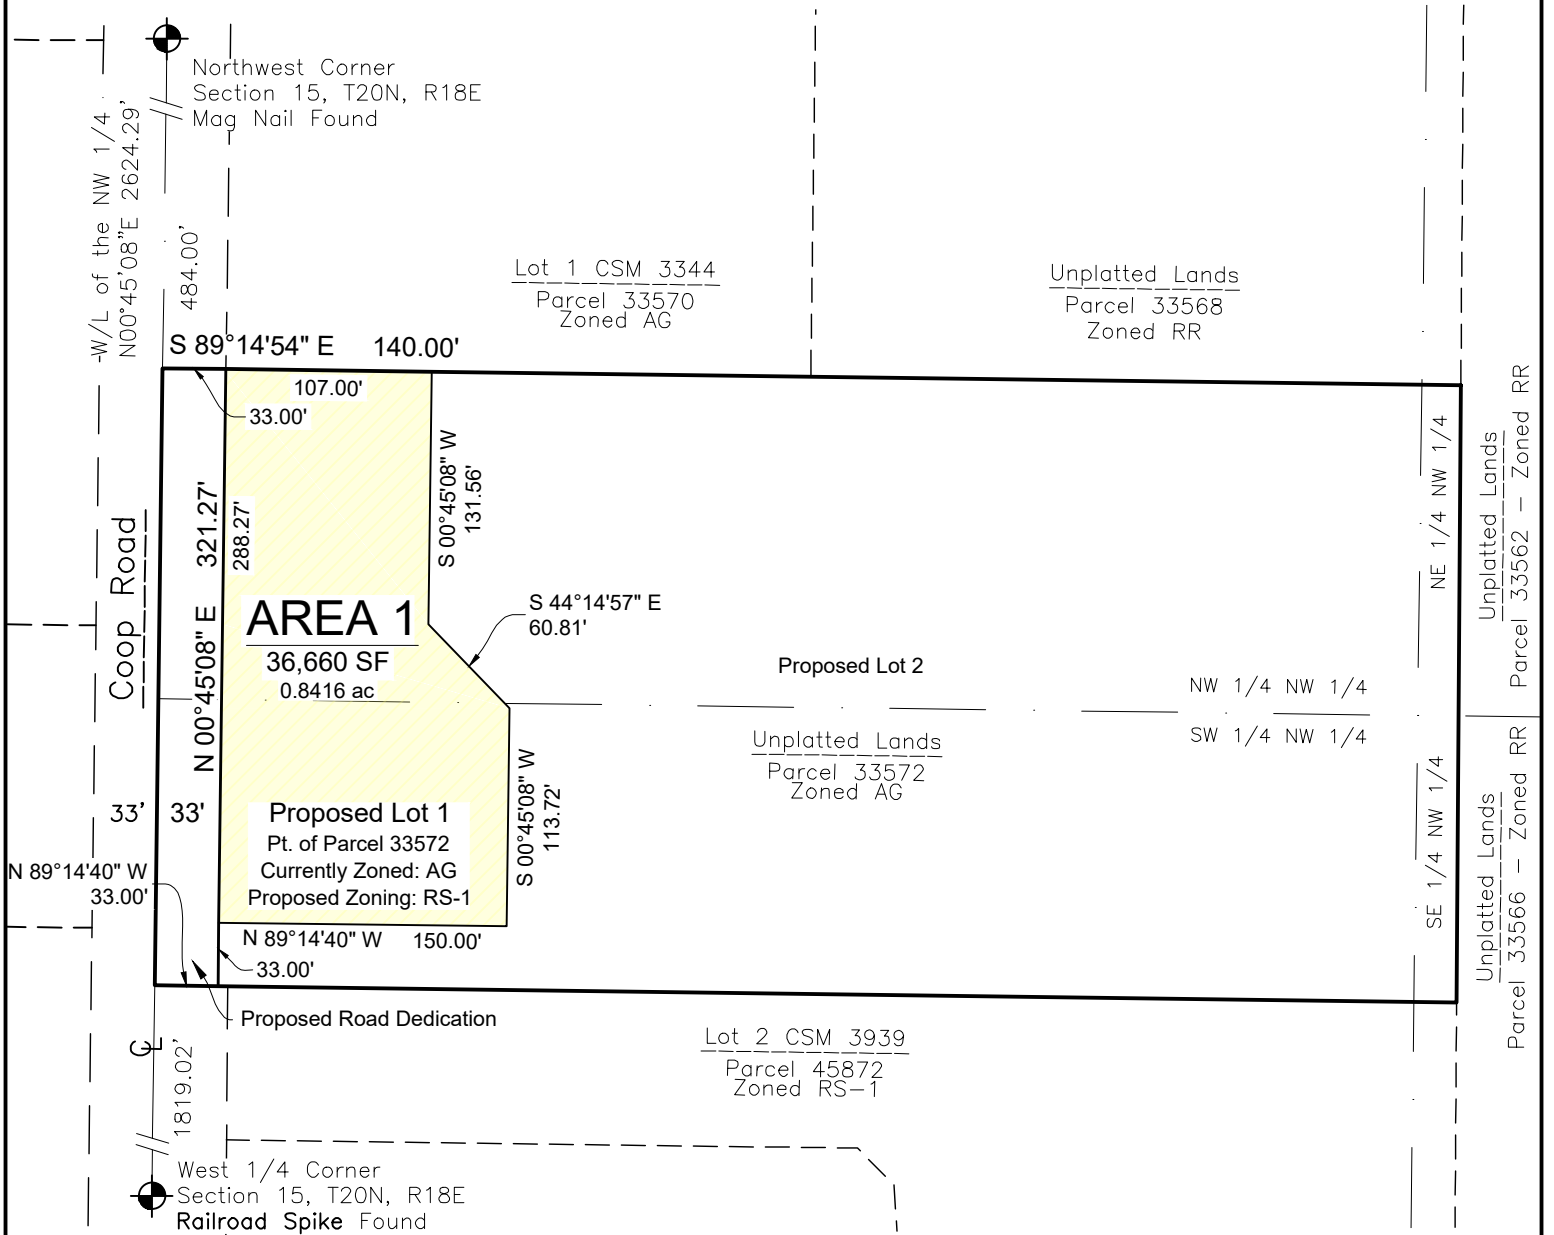 Northwest Corner
Section 15, T20N, R18E
Mag Nail Found
W/L of the NW 1/4
N00°45'08"E 2624.29'
484.00'
Lot 1 CSM 3344
Parcel 33570
Zoned AG
Unplatted Lands
Parcel 33568
Zoned RR
S 89°14'54" E 140.00'
107.00'
33.00'
S 00°45'08" W
131.56'
N 00°45'08" E 321.27'
288.27'
Coop Road
AREA 1
36,660 SF
0.8416 ac
S 44°14'57" E
60.81'
Proposed Lot 2
NE 1/4 NW 1/4
Unplatted Lands
Parcel 33562 – Zoned RR
NW 1/4 NW 1/4
SW 1/4 NW 1/4
Unplatted Lands
Parcel 33572
Zoned AG
S 00°45'08" W
113.72'
33'
33'
Proposed Lot 1
Pt. of Parcel 33572
Currently Zoned: AG
Proposed Zoning: RS-1
N 89°14'40" W
33.00'
N 89°14'40" W 150.00'
33.00'
SE 1/4 NW 1/4
Unplatted Lands
Parcel 33566 – Zoned RR
Proposed Road Dedication
CL
1819.02'
Lot 2 CSM 3939
Parcel 45872
Zoned RS–1
West 1/4 Corner
Section 15, T20N, R18E
Railroad Spike Found